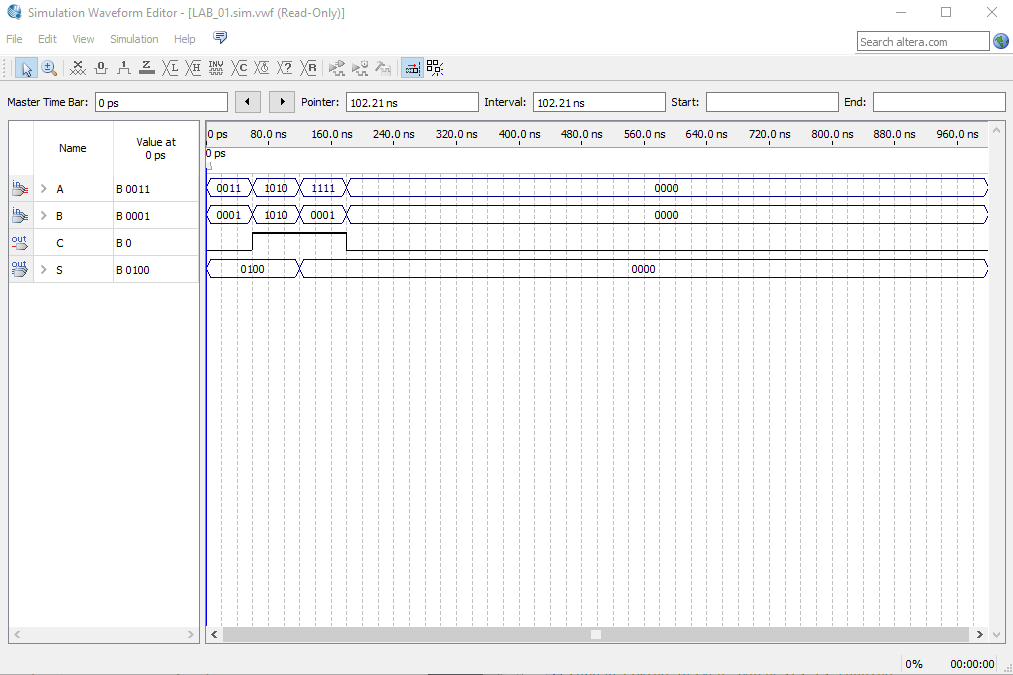 Simulation Waveform Editor - [LAB_01.sim.vwf (Read-Only)]
File Edit View Simulation Help
Search altera.com
Master Time Bar: 0 ps Pointer: 102.21 ns Interval: 102.21 ns Start: End:
Name Value at 0 ps
0 ps 80.0 ns 160.0 ns 240.0 ns 320.0 ns 400.0 ns 480.0 ns 560.0 ns 640.0 ns 720.0 ns 800.0 ns 880.0 ns 960.0 ns
0 ps
in A B 0011 0011 1010 1111 0000
in B B 0001 0001 1010 0001 0000
out C B 0
out S B 0100 0100 0000
0% 00:00:00